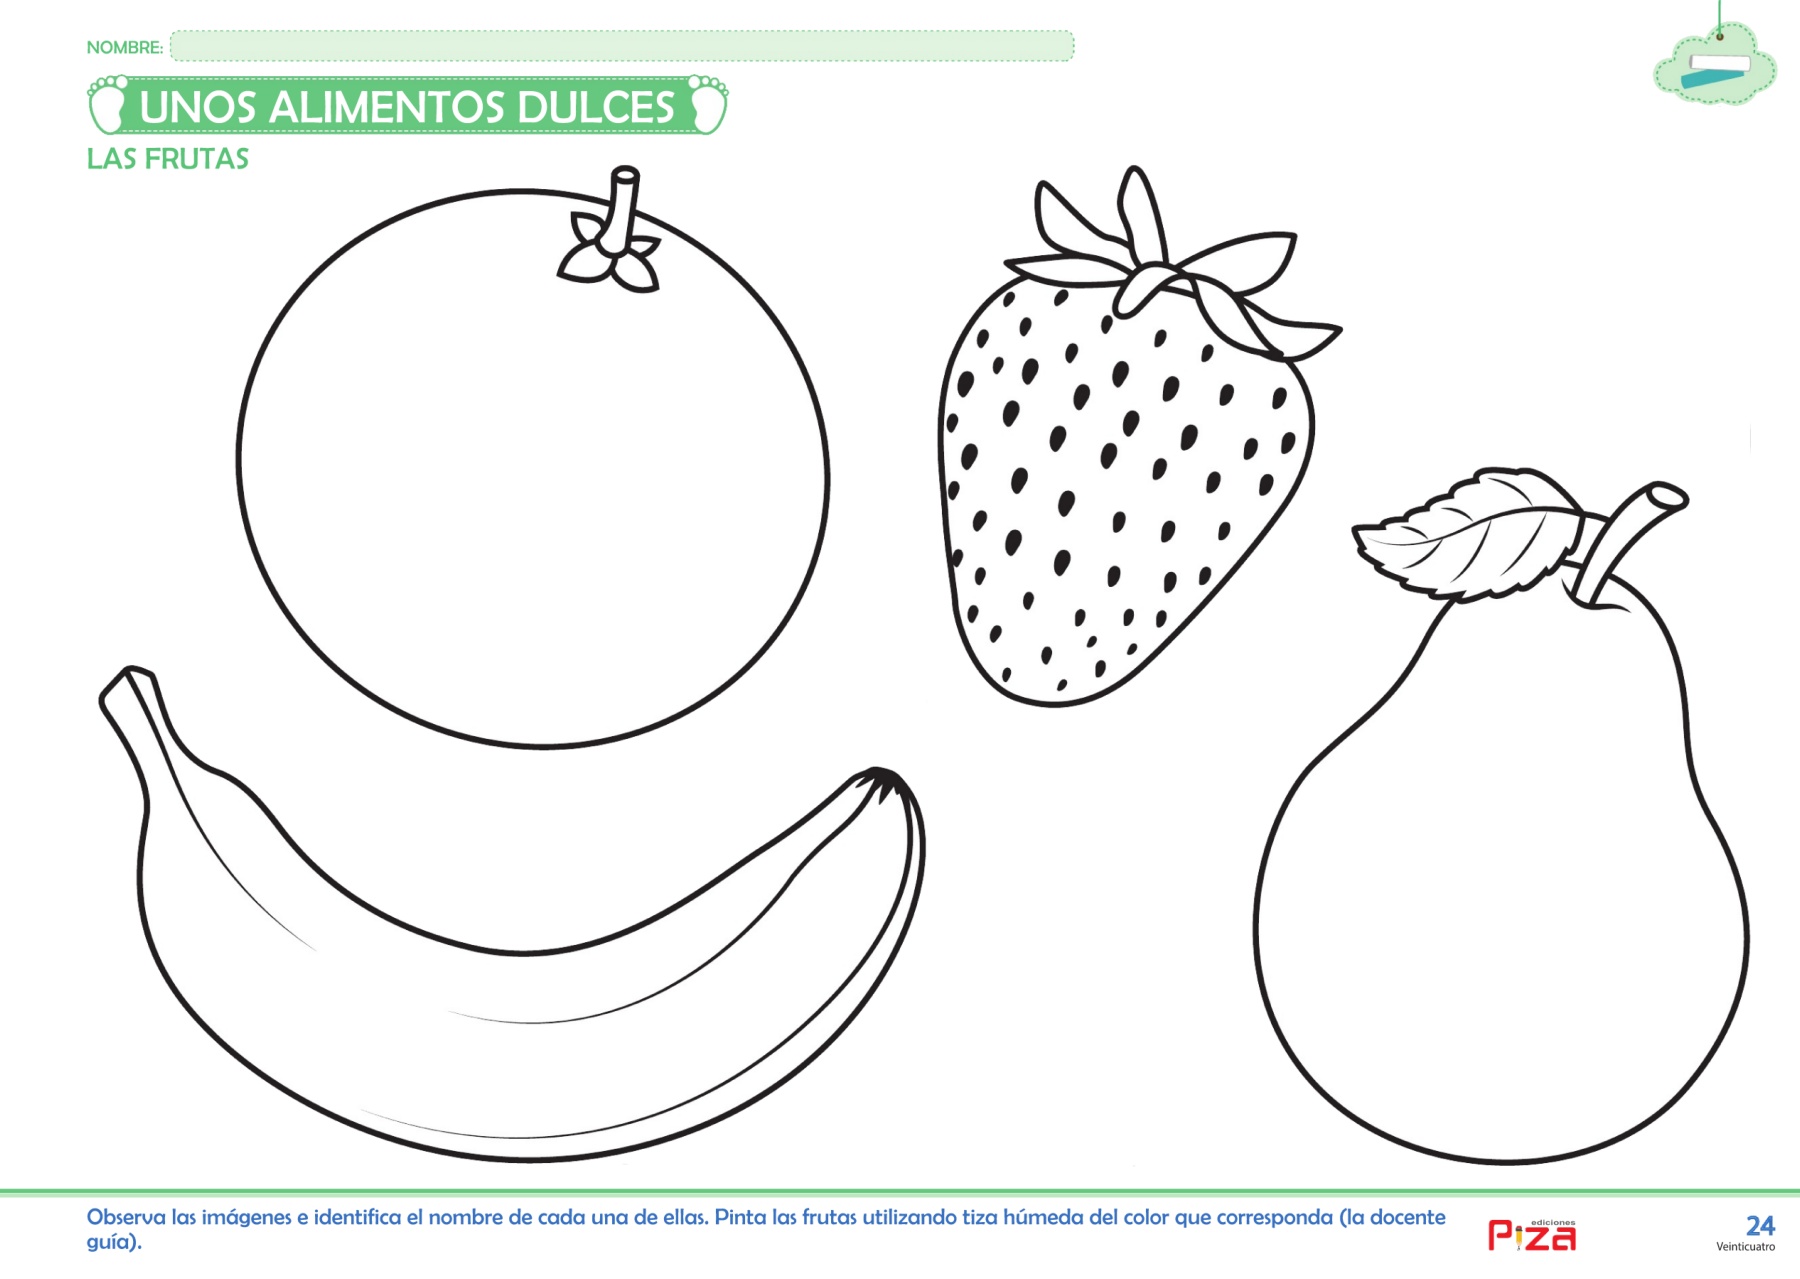 NOMBRE:
UNOS ALIMENTOS DULCES
LAS FRUTAS
Observa las imágenes e identifica el nombre de cada una de ellas. Pinta las frutas utilizando tiza húmeda del color que corresponda (la docente
guía).
ediciones
PiZa
24
Veinticuatro